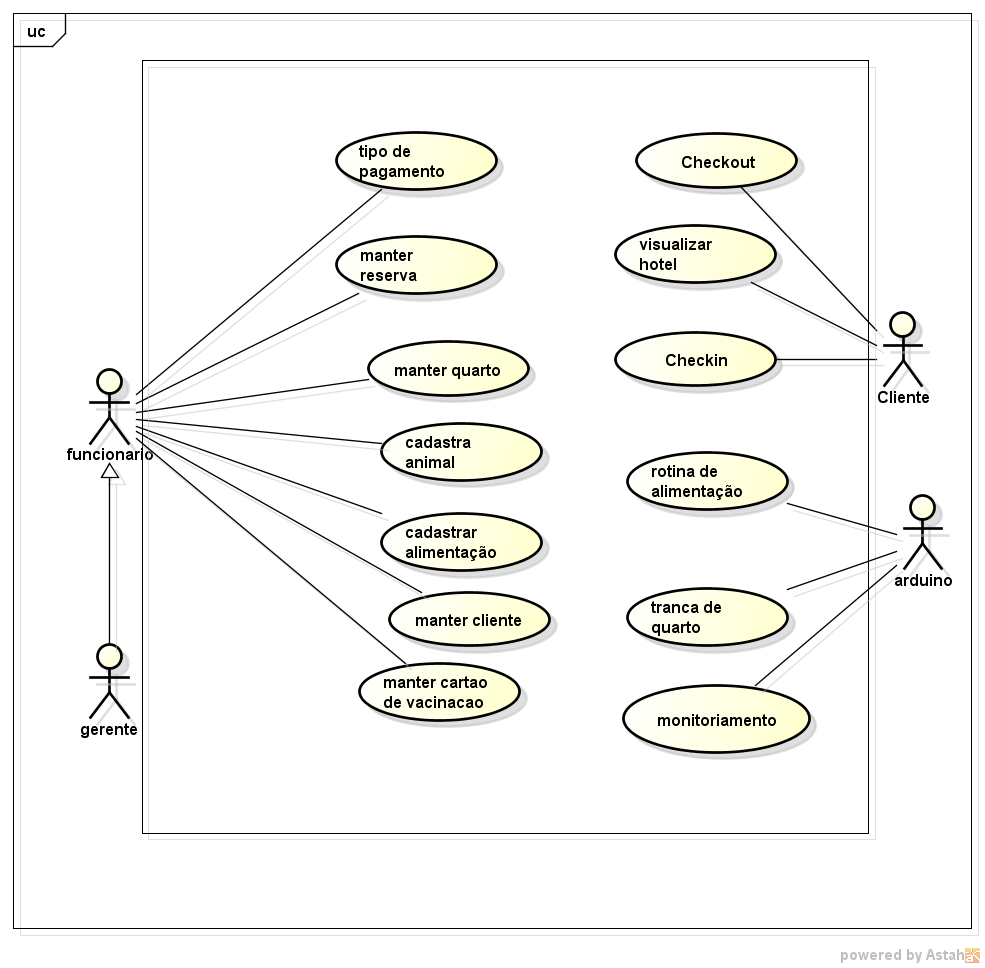 uc
tipo de
pagamento
Checkout
manter
reserva
visualizar
hotel
manter quarto
Checkin
Cliente
funcionario
cadastra
animal
rotina de
alimentação
cadastrar
alimentação
arduino
manter cliente
tranca de
quarto
manter cartao
de vacinacao
monitoriamento
gerente
powered by Astah